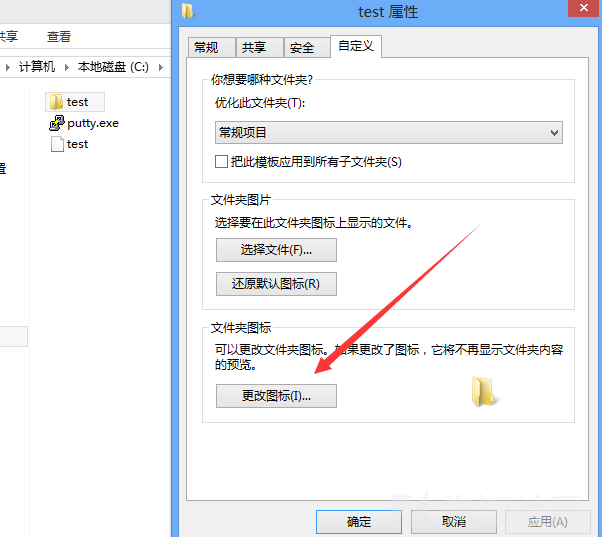 test 属性
共享 查看
计算机 本地磁盘 (C:)
test
putty.exe
test
置
常规 共享 安全 自定义
你想要哪种文件夹?
优化此文件夹(T):
常规项目
把此模板应用到所有子文件夹(S)
文件夹图片
选择要在此文件夹图标上显示的文件。
选择文件(F)...
还原默认图标(R)
文件夹图标
可以更改文件夹图标。如果更改了图标，它将不再显示文件夹内容
的预览。
更改图标(I)...
确定 取消 应用(A)